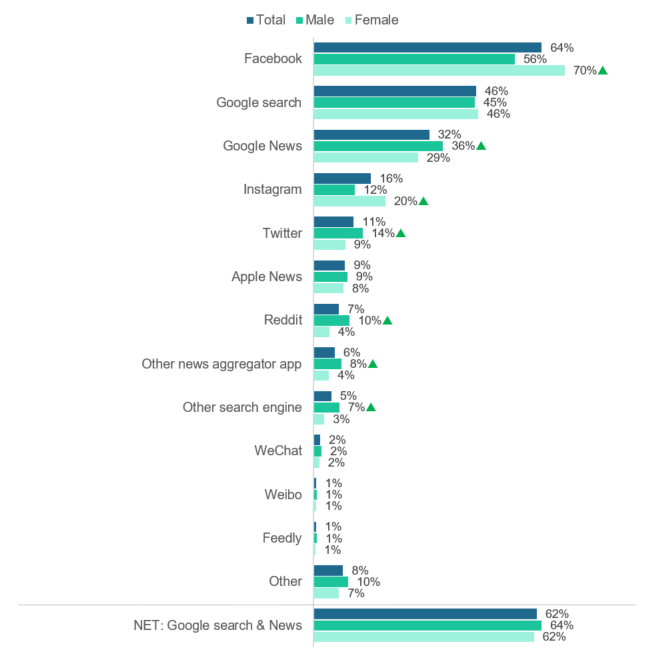 Total Male Female
Facebook
64%
56%
70%
Google search
46%
45%
46%
Google News
32%
36%
29%
Instagram
16%
12%
20%
Twitter
11%
14%
9%
Apple News
9%
9%
8%
Reddit
7%
10%
4%
Other news aggregator app
6%
8%
4%
Other search engine
5%
7%
3%
WeChat
2%
2%
2%
Weibo
1%
1%
1%
Feedly
1%
1%
1%
Other
8%
10%
7%
NET: Google search & News
62%
64%
62%